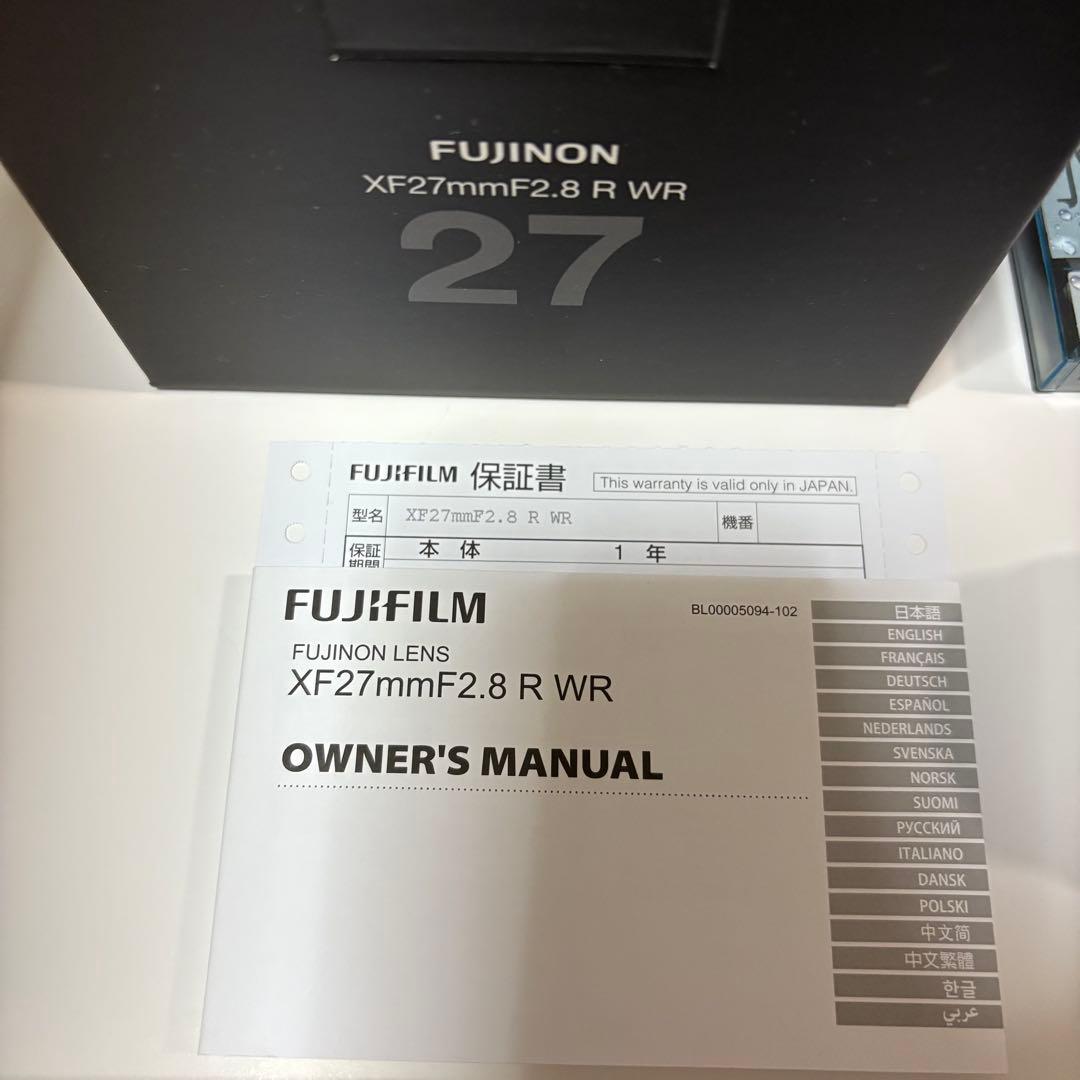 FUJINON
XF27mmF2.8 R WR
27
FUJIFILM 保証書 This warranty is valid only in JAPAN.
型名 XF27mmF2.8 R WR 機番
保証期間 本体 1年
FUJIFILM
BL00005094-102
FUJINON LENS
XF27mmF2.8 R WR
OWNER'S MANUAL
日本語
ENGLISH
FRANÇAIS
DEUTSCH
ESPAÑOL
NEDERLANDS
SVENSKA
NORSK
SUOMI
РУССКИЙ
ITALIANO
DANSK
POLSKI
中文简
中文繁體
한글
عربي